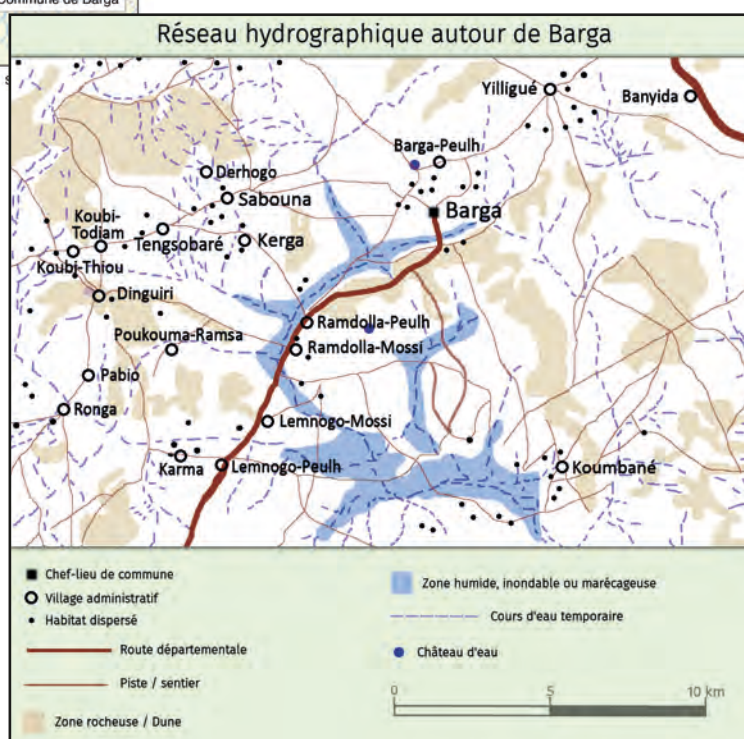 Commune de Barga
Réseau hydrographique autour de Barga
Yilligué
Banyida
Barga-Peulh
Derhogo
Sabouna
Barga
Koubi-
Todiam
Tengsobaré
Kerga
Koubi-Thiou
Dinguiri
Ramdolla-Peulh
Poukouma-Ramsa
Ramdolla-Mossi
Pabio
Ronga
Lemnogo-Mossi
Karma
Lemnogo-Peulh
Koumbané
Chef-lieu de commune
Village administratif
Habitat dispersé
Route départementale
Piste / sentier
Zone rocheuse / Dune
Zone humide, inondable ou marécageuse
Cours d'eau temporaire
Château d'eau
0 5 10 km